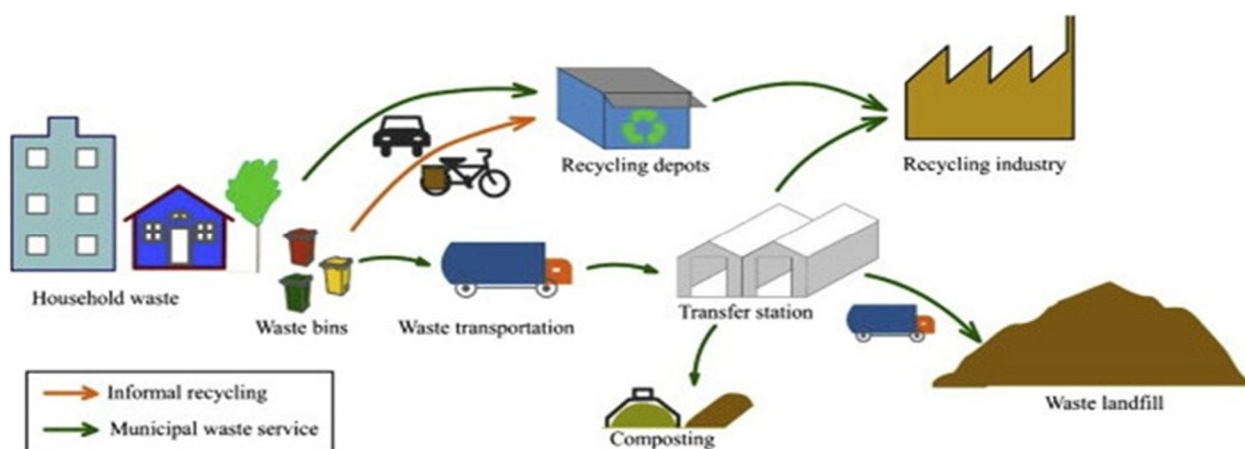 Recycling depots
Recycling industry
Household waste
Waste bins
Waste transportation
Transfer station
Informal recycling
Municipal waste service
Composting
Waste landfill